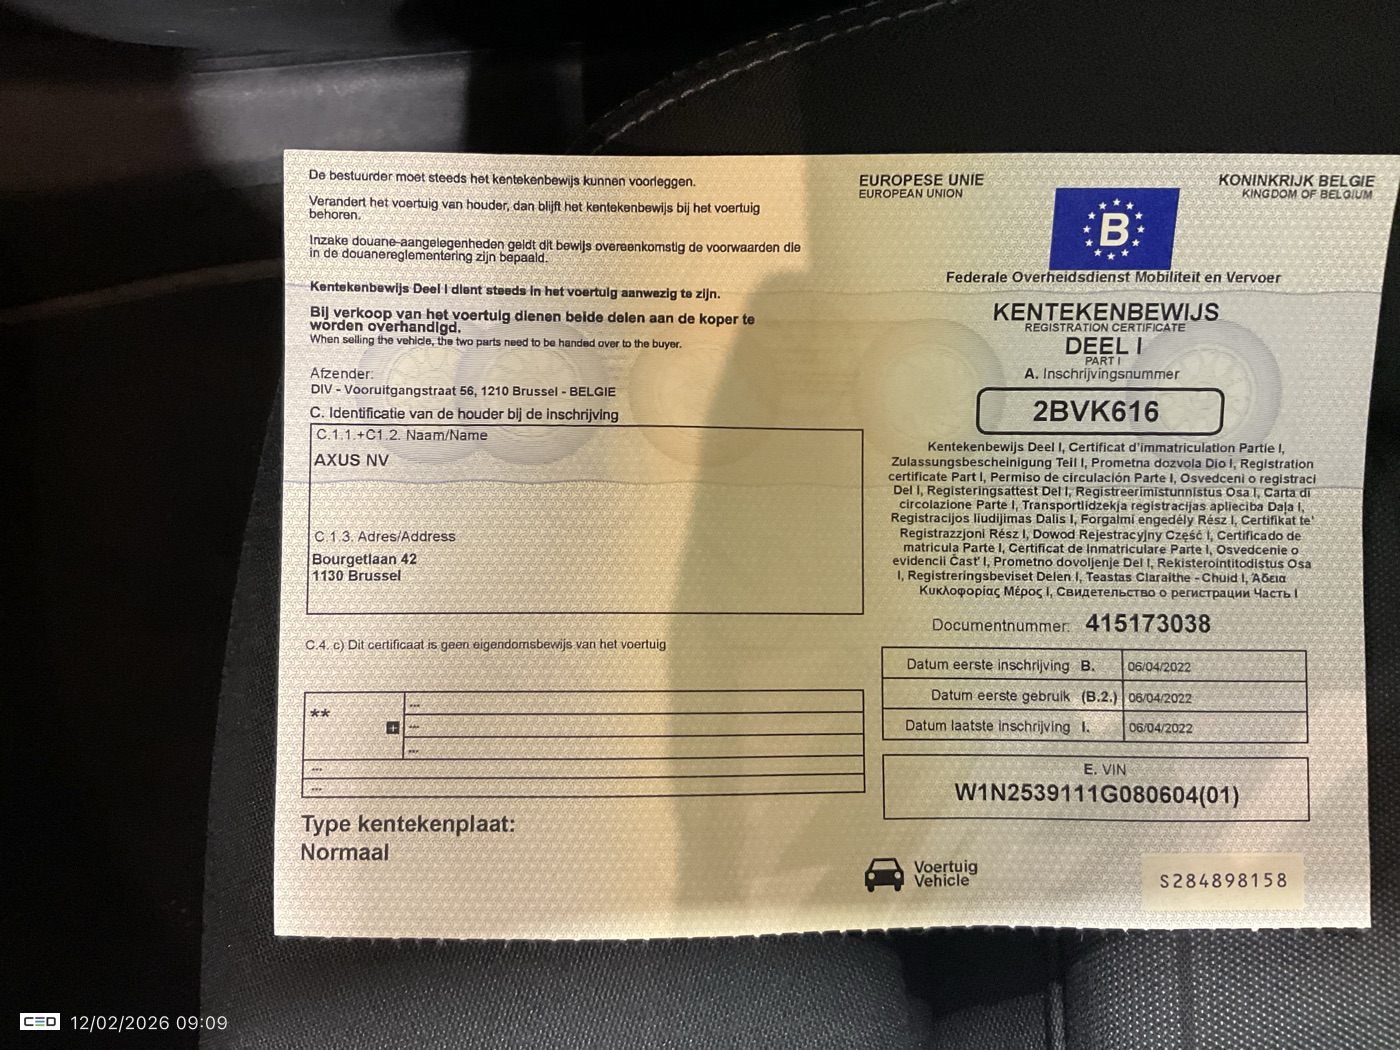 De bestuurder moet steeds het kentekenbewijs kunnen voorleggen.
Verandert het voertuig van houder, dan blijft het kentekenbewijs bij het voertuig
behoren.
Inzake douane-aangelegenheden geldt dit bewijs overeenkomstig de voorwaarden die
in de douanereglementering zijn bepaald.
Kentekenbewijs Deel I dient steeds in het voertuig aanwezig te zijn.
Bij verkoop van het voertuig dienen beide delen aan de koper te
worden overhandigd.
When selling the vehicle, the two parts need to be handed over to the buyer.
Afzender:
DIV - Vooruitgangstraat 56, 1210 Brussel - BELGIE
C. Identificatie van de houder bij de inschrijving
C.1.1.+C1.2. Naam/Name
AXUS NV
C.1.3. Adres/Address
Bourgetlaan 42
1130 Brussel
C.4. c) Dit certificaat is geen eigendomsbewijs van het voertuig
**
+
---
---
---
---
---
Type kentekenplaat:
Normaal
EUROPESE UNIE
EUROPEAN UNION
KONINKRIJK BELGIE
KINGDOM OF BELGIUM
B
Federale Overheidsdienst Mobiliteit en Vervoer
KENTEKENBEWIJS
REGISTRATION CERTIFICATE
DEEL I
PART I
A. Inschrijvingsnummer
2BVK616
Kentekenbewijs Deel I, Certificat d'immatriculation Partie I,
Zulassungsbescheinigung Teil I, Prometna dozvola Dio I, Registration
certificate Part I, Permiso de circulación Parte I, Osvedceni o registraci
Del I, Registeringsattest Del I, Registreerimistunnistus Osa I, Carta di
circolazione Parte I, Transportlidzekja registracijas aplieciba Daļa I,
Registracijos liudijimas Dalis I, Forgalmi engedély Rész I, Certifikat te'
Registrazzjoni Rész I, Dowod Rejestracyjny Część I, Certificado de
matricula Parte I, Certificat de Inmatriculare Parte I, Osvedcenie o
evidencii Čast' I, Prometno dovoljenje Del I, Rekisterointitodistus Osa
I, Registreringsbeviset Delen I, Teastas Claraithe - Chuid I, Άδεια
Κυκλοφορίας Μέρος I, Свидетельство о регистрации Часть I
Documentnummer: 415173038
Datum eerste inschrijving B. 06/04/2022
Datum eerste gebruik (B.2.) 06/04/2022
Datum laatste inschrijving I. 06/04/2022
E. VIN
W1N2539111G080604(01)
Voertuig
Vehicle
S284898158
CED 12/02/2026 09:09